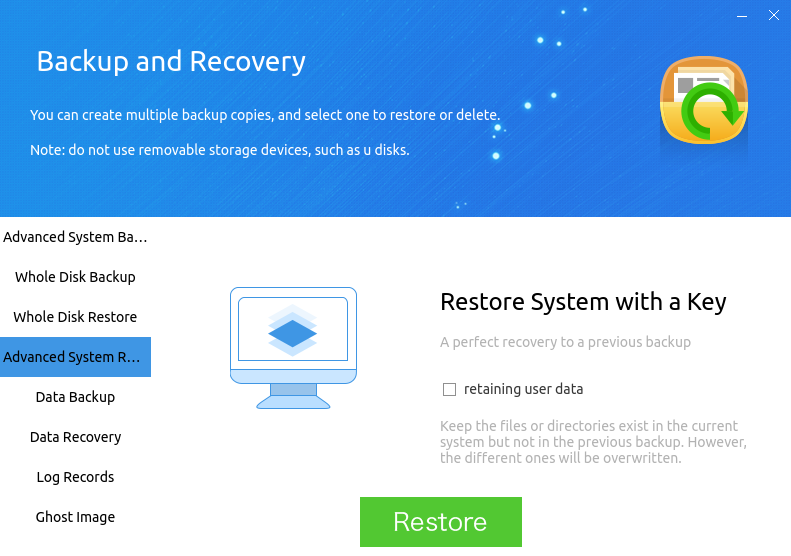 Backup and Recovery
You can create multiple backup copies, and select one to restore or delete.
Note: do not use removable storage devices, such as u disks.
Advanced System Ba…
Whole Disk Backup
Whole Disk Restore
Advanced System R…
Data Backup
Data Recovery
Log Records
Ghost Image
Restore System with a Key
A perfect recovery to a previous backup
retaining user data
Keep the files or directories exist in the current
system but not in the previous backup. However,
the different ones will be overwritten.
Restore